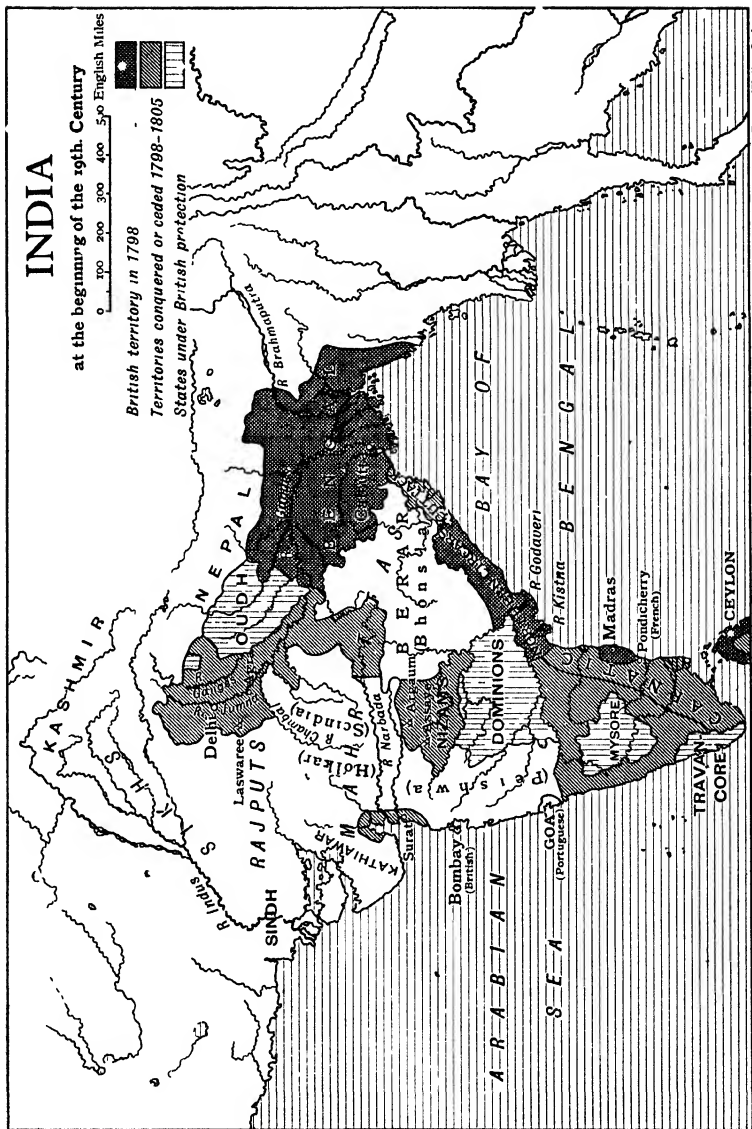 INDIA
at the beginning of the 19th. Century
0 100 200 300 400 500 English Miles
British territory in 1798
Territories conquered or ceded 1798-1805
States under British protection
KASHMIR
SIKHS
R Indus
SINDH
RAJPUTS
KATHIAWAR
Delhi
Laswaree
R Chambal
(Scindia)
(Holkar)
R Narbada
NEPAL
OUDH
R Brahmaputra
BERAR
(Bhonsla)
Argaum
Assaye
NIZAM'S
DOMINIONS
(Peishwa)
Surat
Bombay
(British)
GOA
(Portuguese)
MYSORE
CARNATIC
TRAVAN-
CORE
Madras
Pondicherry
(French)
CEYLON
R Godaveri
R. Kistna
BAY OF
BENGAL
ARABIAN
SEA